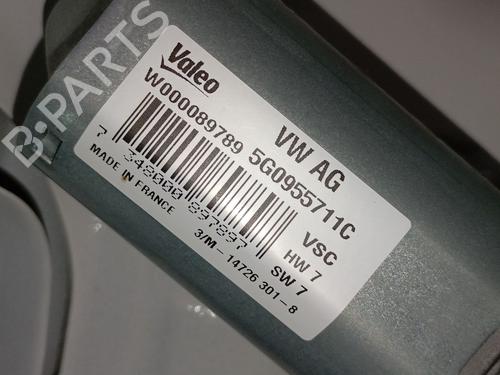 B-PARTS
Valeo
VW AG
W000089789 5G0955711C
7 348000 897897
VSC
MADE IN FRANCE
HW 7
3/M-14726 301-8
SW 7